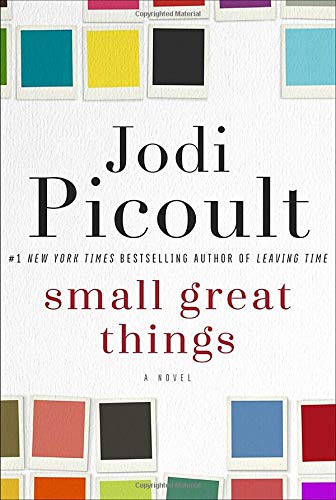 Copyrighted Material
Jodi
Picoult
#1 NEW YORK TIMES BESTSELLING AUTHOR OF LEAVING TIME
small great
things
A NOVEL
Copyrighted Material